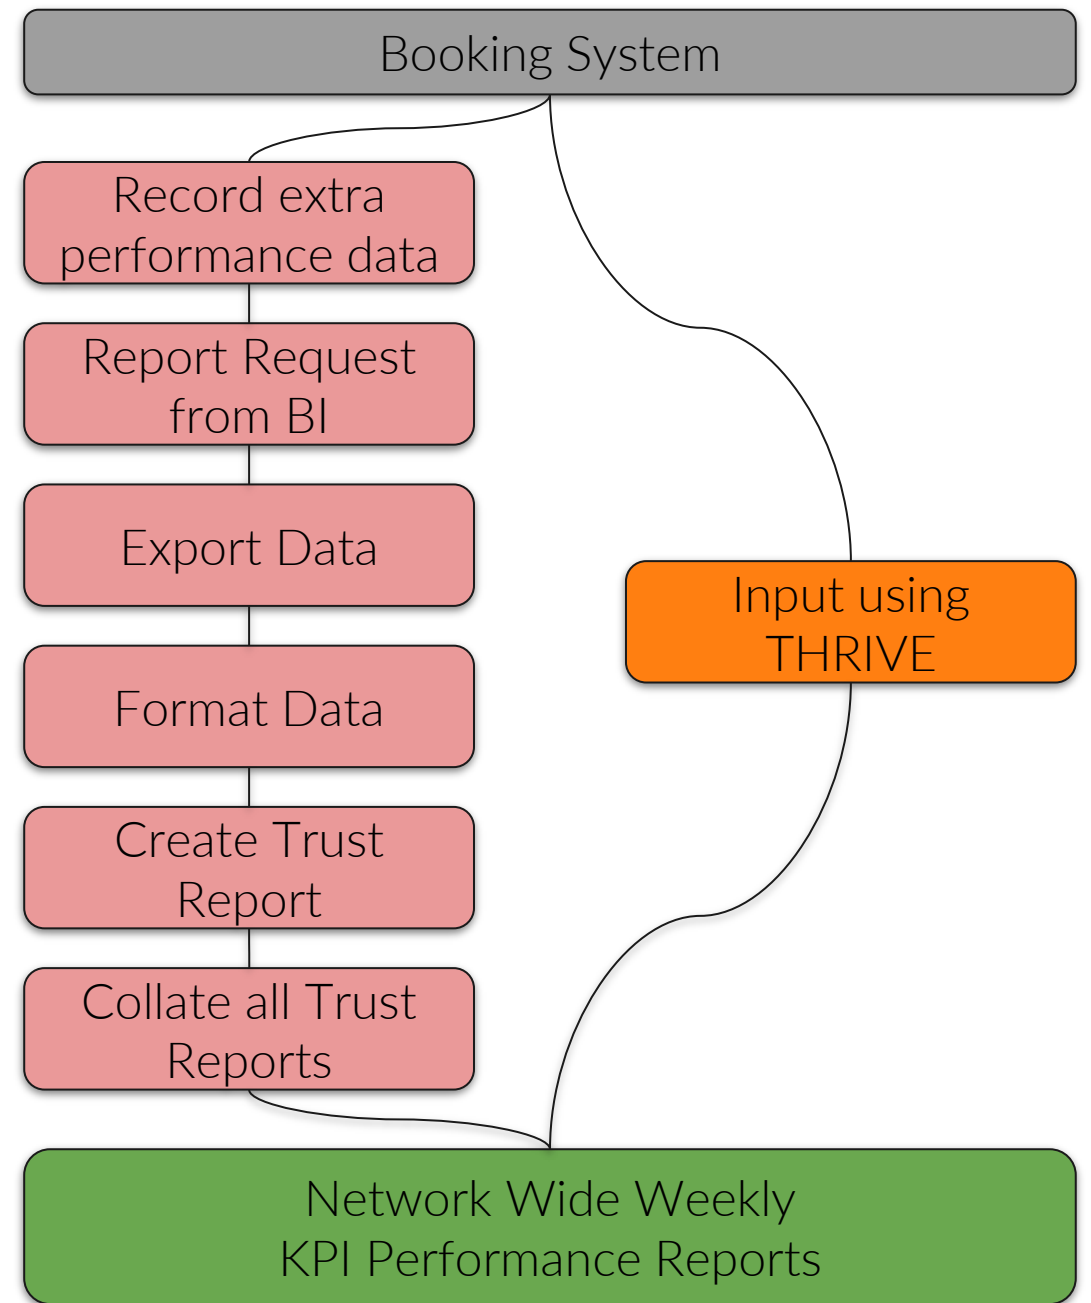 Booking System
Record extra
performance data
Report Request
from BI
Export Data
Format Data
Input using
THRIVE
Create Trust
Report
Collate all Trust
Reports
Network Wide Weekly
KPI Performance Reports